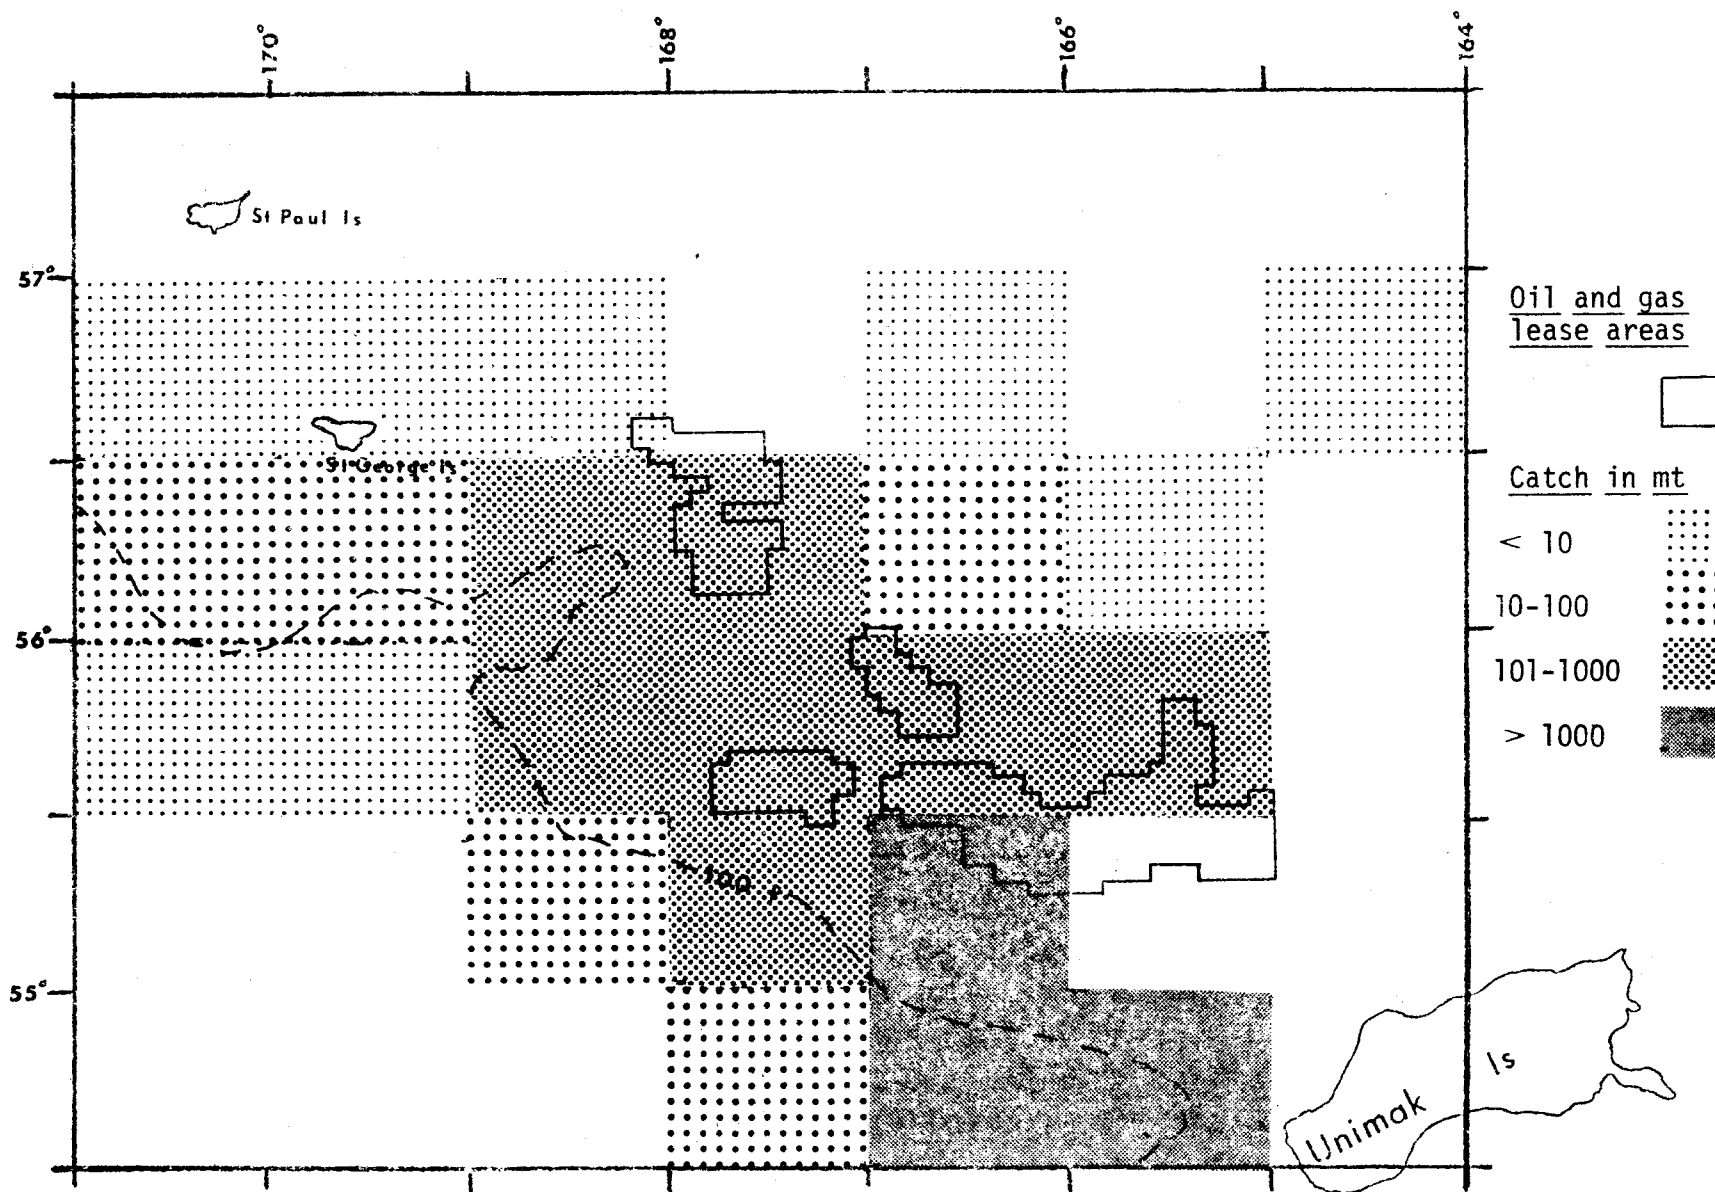 170°
168°
166°
164°
St Paul Is
57°
St George Is
56°
55°
100
Oil and gas
lease areas
Catch in mt
< 10
10-100
101-1000
> 1000
Unimak Is